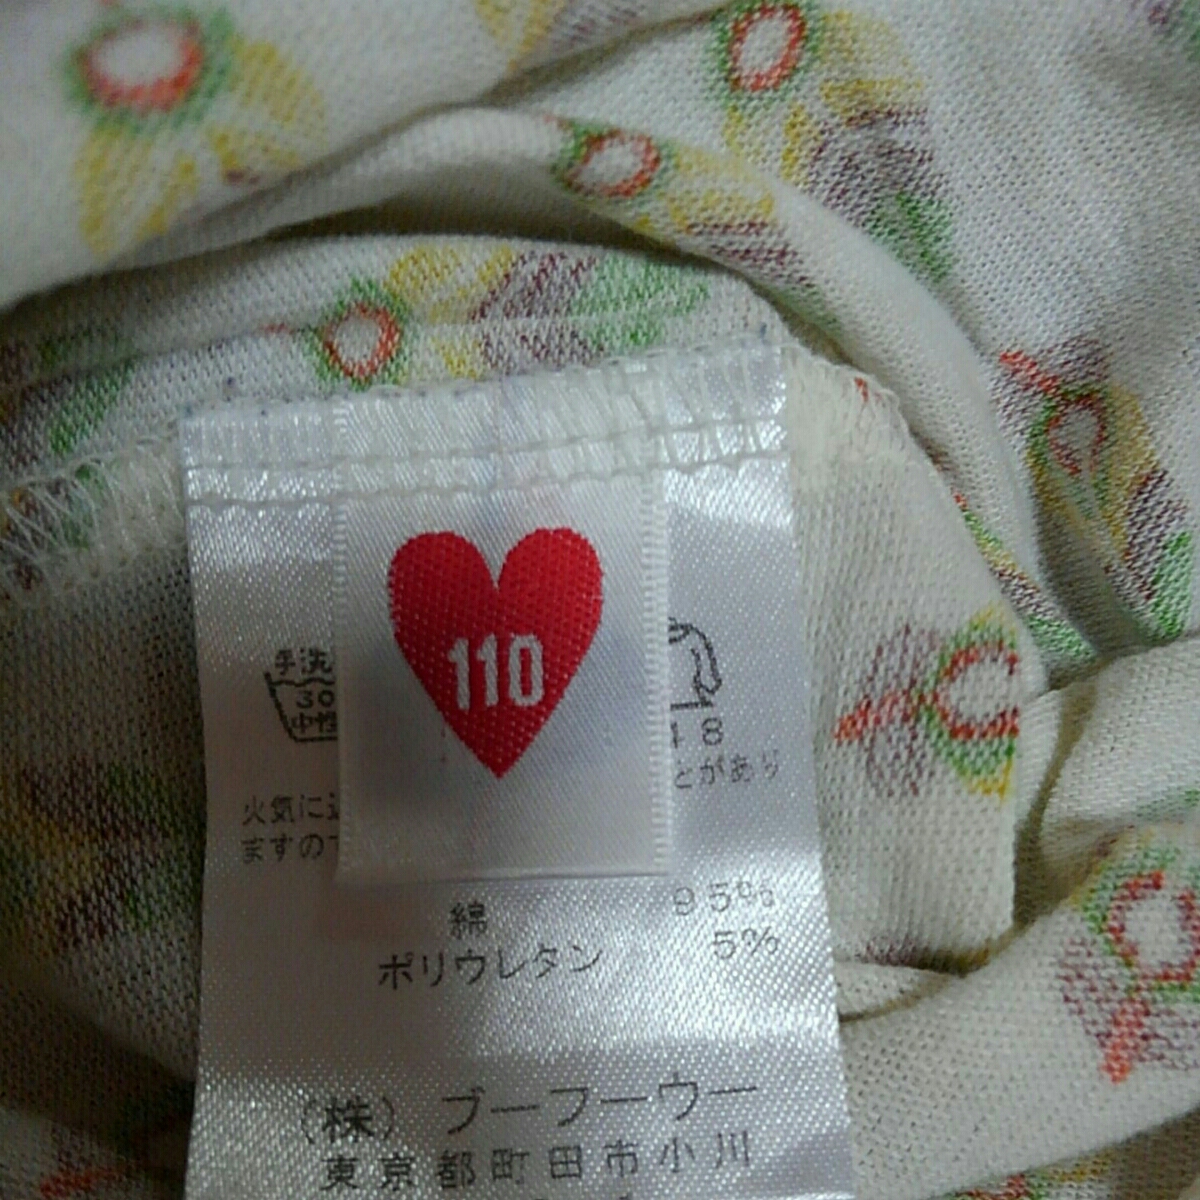 110
手洗
30
中性
18
火気に
とがあり
ますので
綿 95%
ポリウレタン 5%
(株) ブーフーウー
東京都町田市小川